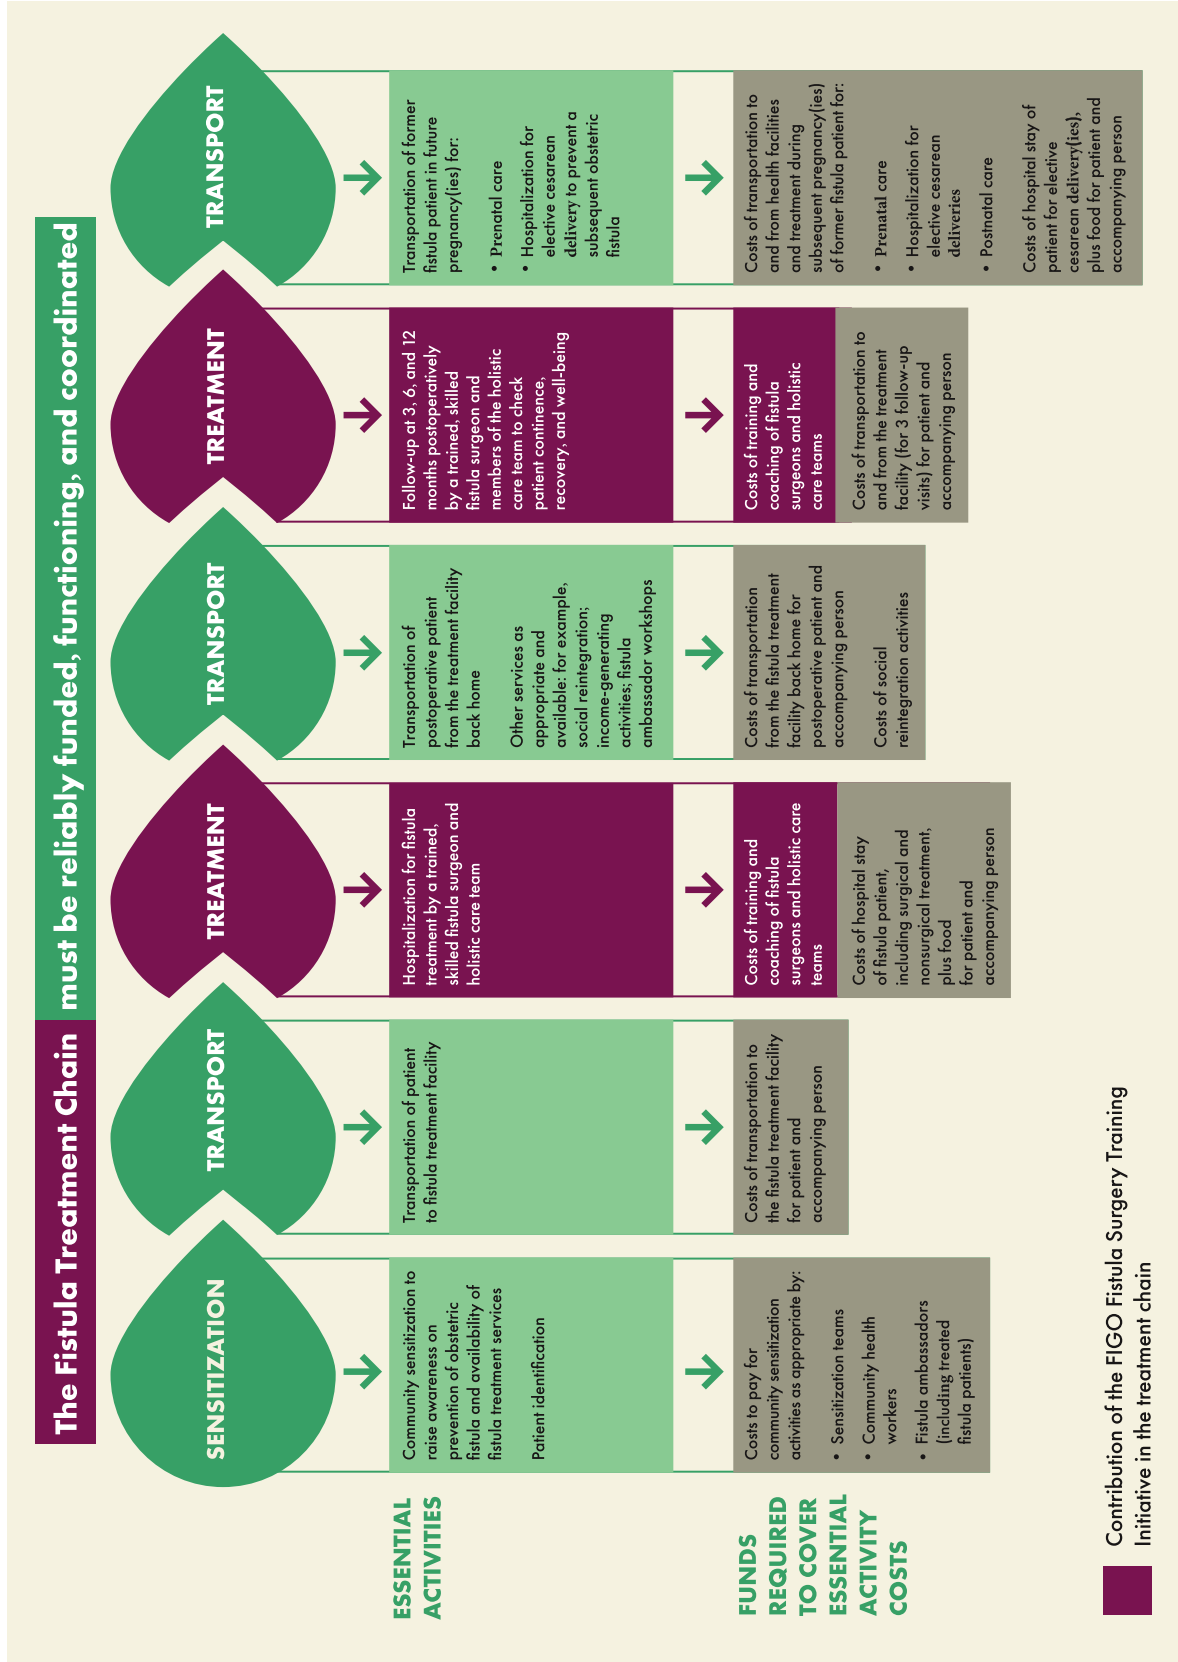 The Fistula Treatment Chain must be reliably funded, functioning, and coordinated
SENSITIZATION
TRANSPORT
TREATMENT
TRANSPORT
TREATMENT
TRANSPORT
ESSENTIAL
ACTIVITIES
Community sensitization to
raise awareness on
prevention of obstetric
fistula and availability of
fistula treatment services
Patient identification
Transportation of patient
to fistula treatment facility
Hospitalization for fistula
treatment by a trained,
skilled fistula surgeon and
holistic care team
Transportation of
postoperative patient
from the treatment facility
back home
Other services as
appropriate and
available: for example,
social reintegration;
income-generating
activities; fistula
ambassador workshops
Follow-up at 3, 6, and 12
months postoperatively
by a trained, skilled
fistula surgeon and
members of the holistic
care team to check
patient continence,
recovery, and well-being
Transportation of former
fistula patient in future
pregnancy(ies) for:
• Prenatal care
• Hospitalization for
elective cesarean
delivery to prevent a
subsequent obstetric
fistula
FUNDS
REQUIRED
TO COVER
ESSENTIAL
ACTIVITY
COSTS
Costs to pay for
community sensitization
activities as appropriate by:
• Sensitization teams
• Community health
workers
• Fistula ambassadors
(including treated
fistula patients)
Costs of transportation to
the fistula treatment facility
for patient and
accompanying person
Costs of training and
coaching of fistula
surgeons and holistic care
teams
Costs of hospital stay
of fistula patient,
including surgical and
nonsurgical treatment,
plus food
for patient and
accompanying person
Costs of transportation
from the fistula treatment
facility back home for
postoperative patient and
accompanying person
Costs of social
reintegration activities
Costs of training and
coaching of fistula
surgeons and holistic
care teams
Costs of transportation to
and from the treatment
facility (for 3 follow-up
visits) for patient and
accompanying person
Costs of transportation to
and from health facilities
and treatment during
subsequent pregnancy(ies)
of former fistula patient for:
• Prenatal care
• Hospitalization for
elective cesarean
deliveries
• Postnatal care
Costs of hospital stay of
patient for elective
cesarean delivery(ies),
plus food for patient and
accompanying person
Contribution of the FIGO Fistula Surgery Training
Initiative in the treatment chain